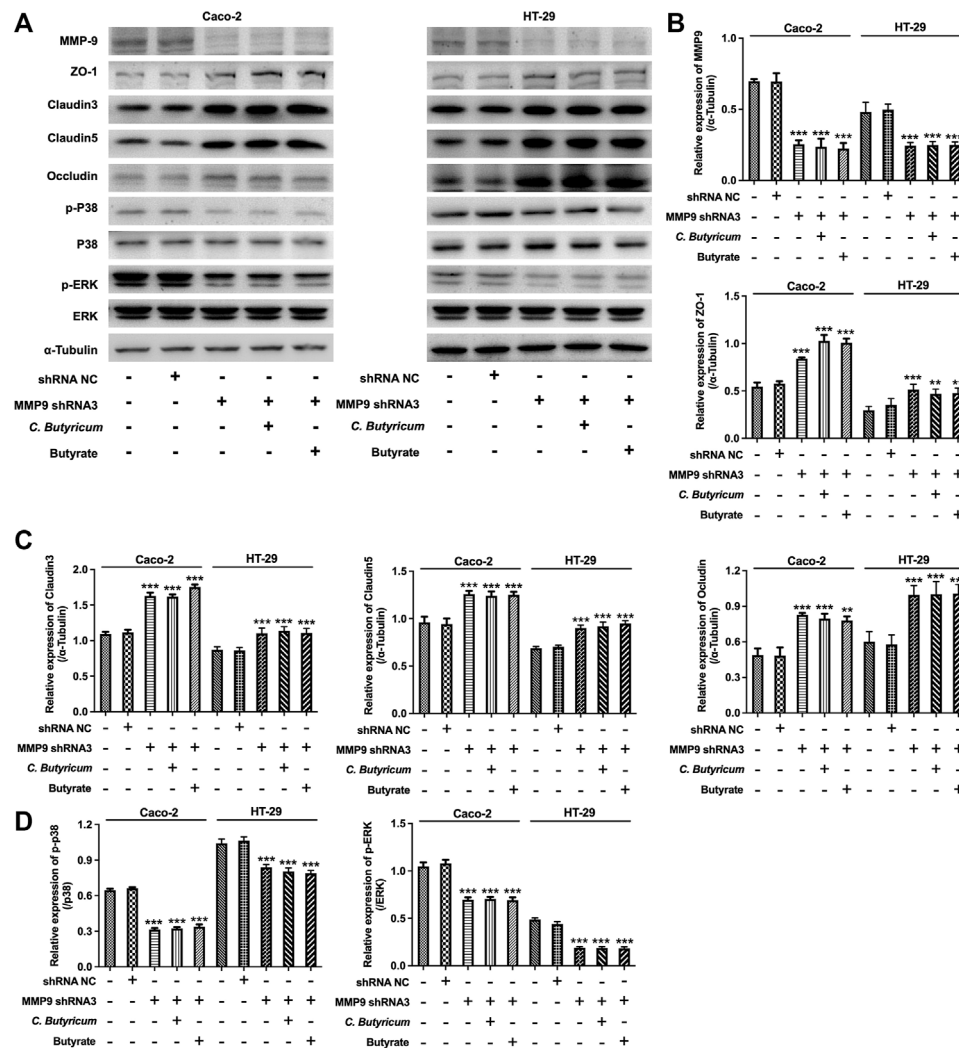 A
Caco-2
HT-29
MMP-9
ZO-1
Claudin3
Claudin5
Occludin
p-P38
P38
p-ERK
ERK
α-Tubulin
shRNA NC - + - - -
MMP9 shRNA3 - - + + +
C. Butyricum - - - + -
Butyrate - - - - +
shRNA NC - + - - -
MMP9 shRNA3 - - + + +
C. Butyricum - - - + -
Butyrate - - - - +
B
Caco-2 HT-29
Relative expression of MMP9
(/α-Tubulin)
1.0
0.5
0.0
*** *** *** *** *** ***
shRNA NC - + - - - - + - - -
MMP9 shRNA3 - - + + + - - + + +
C. Butyricum - - - + - - - - + -
Butyrate - - - - + - - - - +
Caco-2 HT-29
Relative expression of ZO-1
(/α-Tubulin)
1.5
1.0
0.5
0.0
*** *** *** *** ** **
shRNA NC - + - - - - + - - -
MMP9 shRNA3 - - + + + - - + + +
C. Butyricum - - - + - - - - + -
Butyrate - - - - + - - - - +
C
Caco-2 HT-29
Relative expression of Claudin3
(/α-Tubulin)
2.0
1.5
1.0
0.5
0.0
*** *** *** *** *** ***
shRNA NC - + - - - - + - - -
MMP9 shRNA3 - - + + + - - + + +
C. Butyricum - - - + - - - - + -
Butyrate - - - - + - - - - +
Caco-2 HT-29
Relative expression of Claudin5
(/α-Tubulin)
1.5
1.0
0.5
0.0
*** *** *** *** *** ***
shRNA NC - + - - - - + - - -
MMP9 shRNA3 - - + + + - - + + +
C. Butyricum - - - + - - - - + -
Butyrate - - - - + - - - - +
Caco-2 HT-29
Relative expression of Ocludin
(/α-Tubulin)
1.2
0.9
0.6
0.3
0.0
*** *** ** *** *** **
shRNA NC - + - - - - + - - -
MMP9 shRNA3 - - + + + - - + + +
C. Butyricum - - - + - - - - + -
Butyrate - - - - + - - - - +
D
Caco-2 HT-29
Relative expression of p-p38
(/p38)
1.2
0.9
0.6
0.3
0.0
*** *** *** *** *** ***
shRNA NC - + - - - - + - - -
MMP9 shRNA3 - - + + + - - + + +
C. Butyricum - - - + - - - - + -
Butyrate - - - - + - - - - +
Caco-2 HT-29
Relative expression of p-ERK
(/ERK)
1.5
1.0
0.5
0.0
*** *** *** *** *** ***
shRNA NC - + - - - - + - - -
MMP9 shRNA3 - - + + + - - + + +
C. Butyricum - - - + - - - - + -
Butyrate - - - - + - - - - +